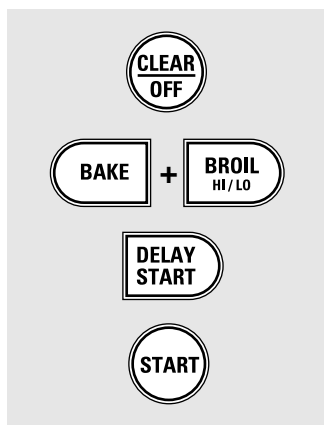 CLEAR
OFF
BAKE + BROIL
HI / LO
DELAY
START
START